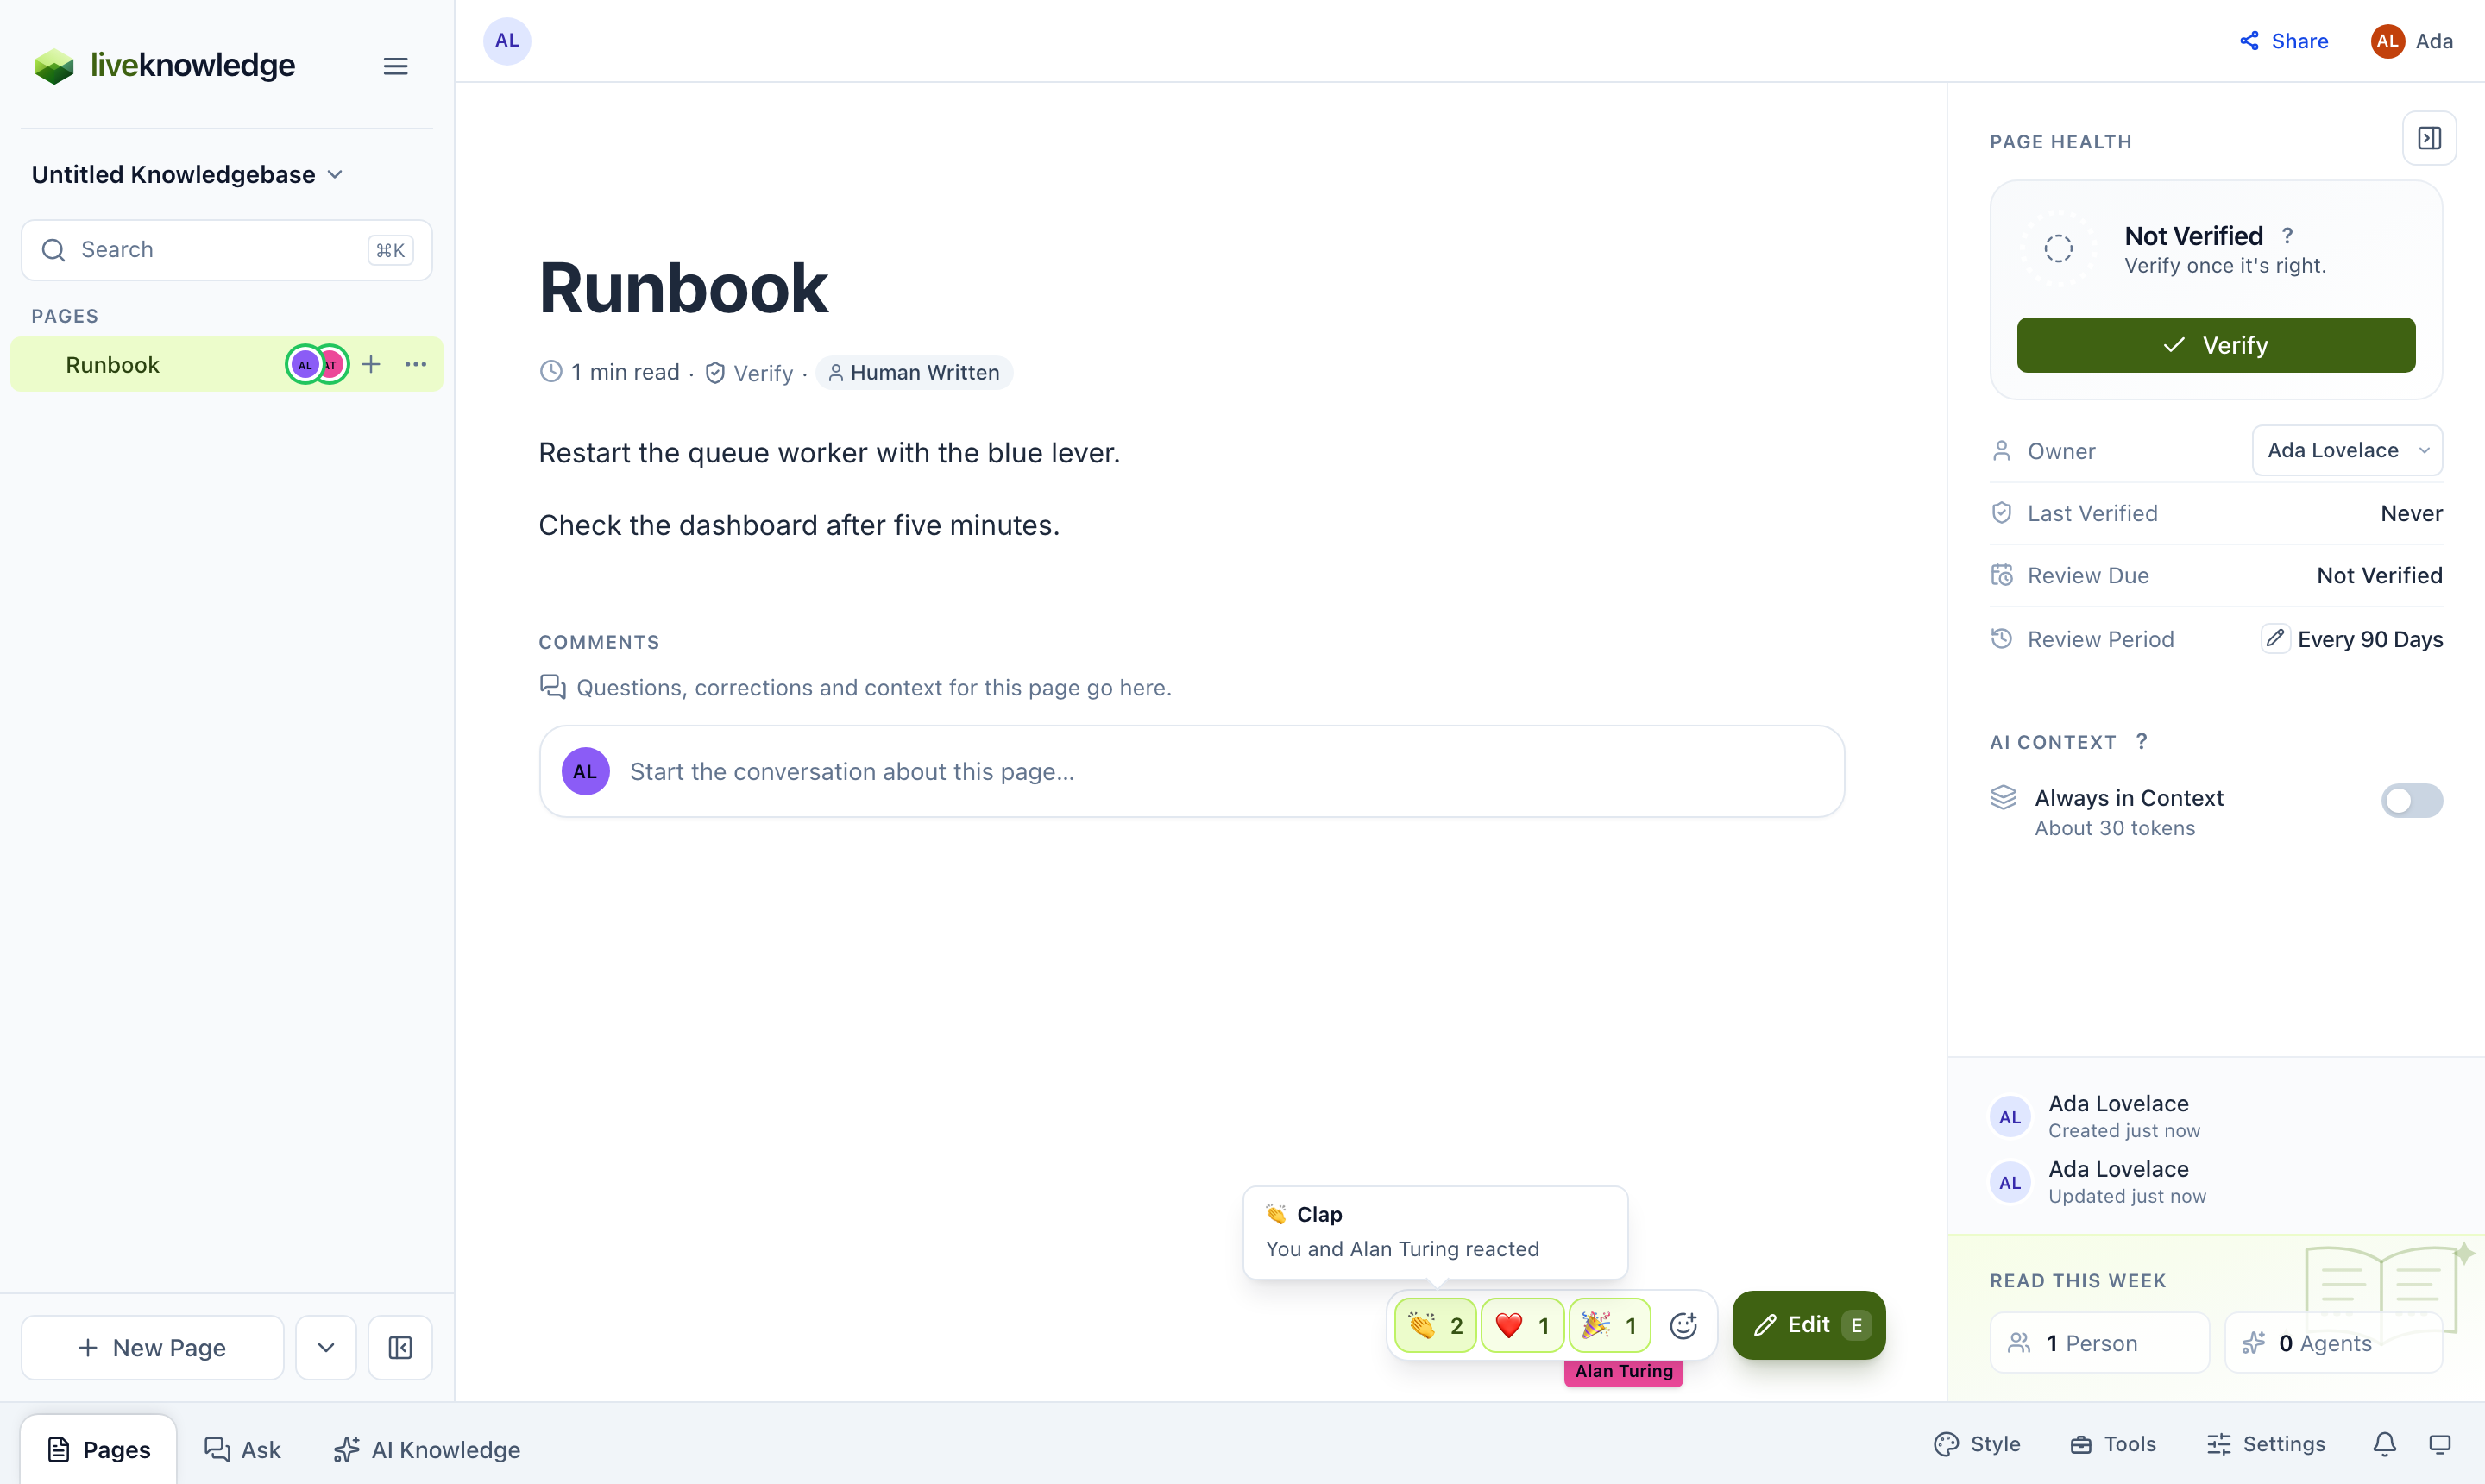 liveknowledge
Untitled Knowledgebase
Search
⌘K
PAGES
Runbook
AL
AT
New Page
AL
Share
AL
Ada
Runbook
1 min read · Verify · Human Written
Restart the queue worker with the blue lever.
Check the dashboard after five minutes.
COMMENTS
Questions, corrections and context for this page go here.
AL
Start the conversation about this page...
👏 Clap
You and Alan Turing reacted
👏 2
❤️ 1
🎉 1
Edit E
Alan Turing
PAGE HEALTH
Not Verified ?
Verify once it's right.
Verify
Owner
Ada Lovelace
Last Verified
Never
Review Due
Not Verified
Review Period
Every 90 Days
AI CONTEXT ?
Always in Context
About 30 tokens
AL
Ada Lovelace
Created just now
AL
Ada Lovelace
Updated just now
READ THIS WEEK
1 Person
0 Agents
Pages
Ask
AI Knowledge
Style
Tools
Settings